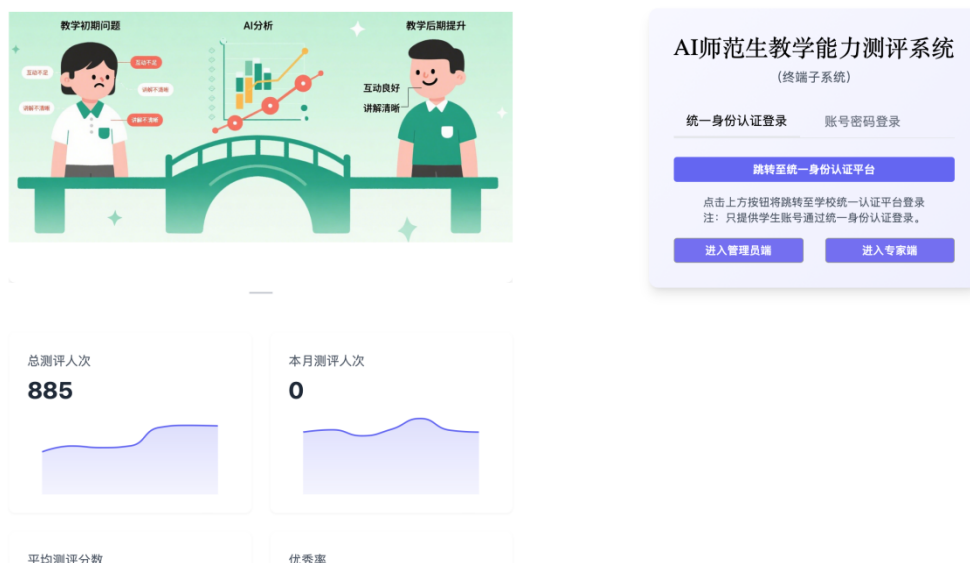 教学初期问题
AI分析
教学后期提升
互动不足
互动不足
讲解不清晰
讲解不清晰
讲解不清晰
互动良好
讲解清晰
AI师范生教学能力测评系统
（终端子系统）
统一身份认证登录
账号密码登录
跳转至统一身份认证平台
点击上方按钮将跳转至学校统一认证平台登录
注：只提供学生账号通过统一身份认证登录。
进入管理员端
进入专家端
总测评人次
885
本月测评人次
0
平均测评分数
优秀率